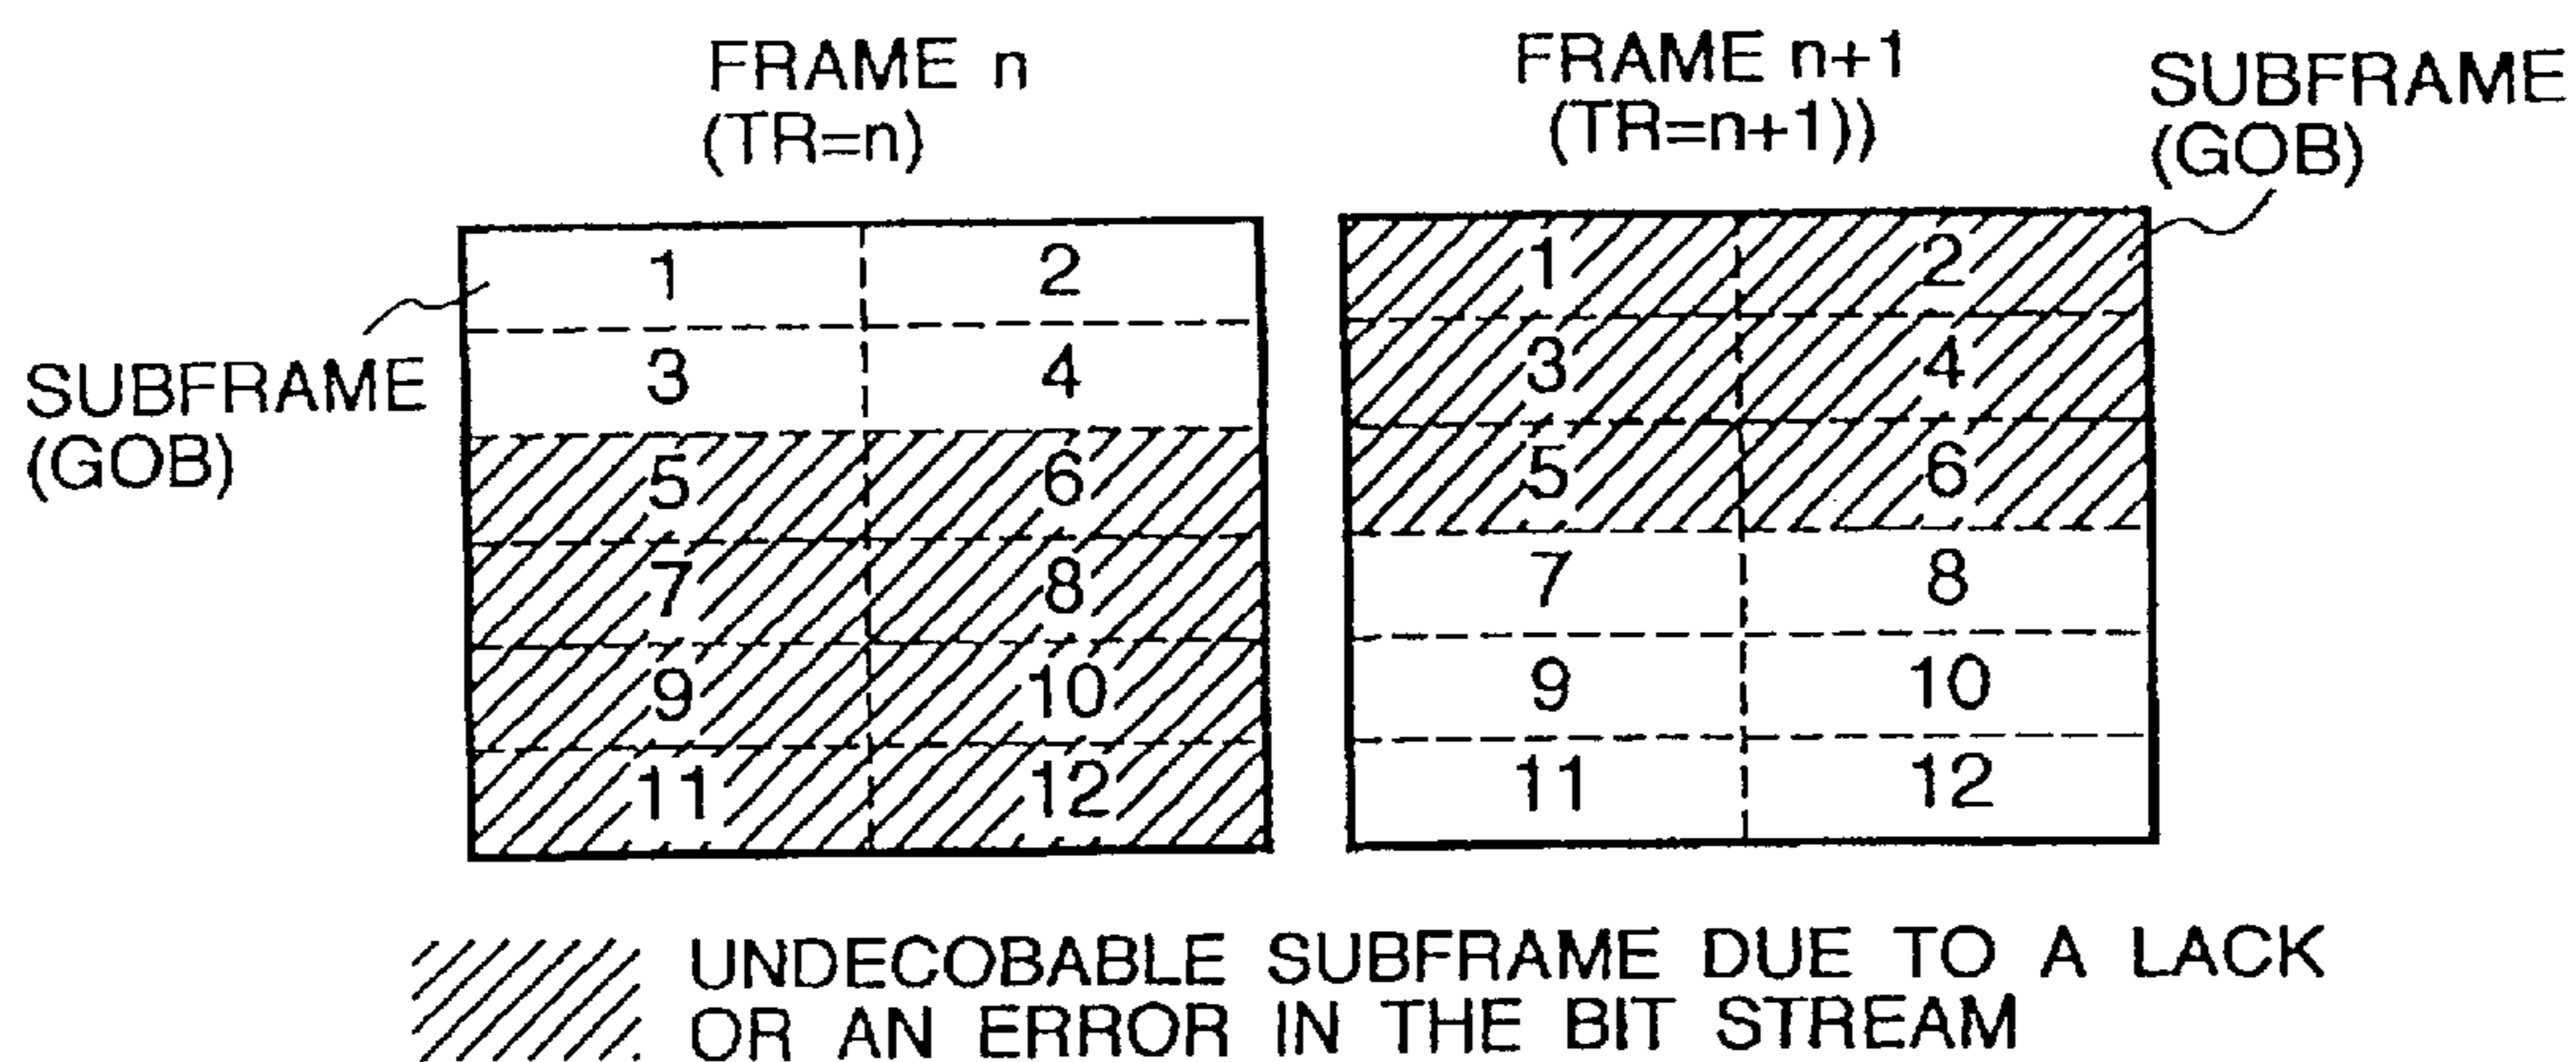 FRAME n
(TR=n)
FRAME n+1
(TR=n+1))
SUBFRAME
(GOB)
SUBFRAME
(GOB)
1 2
3 4
5 6
7 8
9 10
11 12
1 2
3 4
5 6
7 8
9 10
11 12
UNDECOBABLE SUBFRAME DUE TO A LACK
OR AN ERROR IN THE BIT STREAM